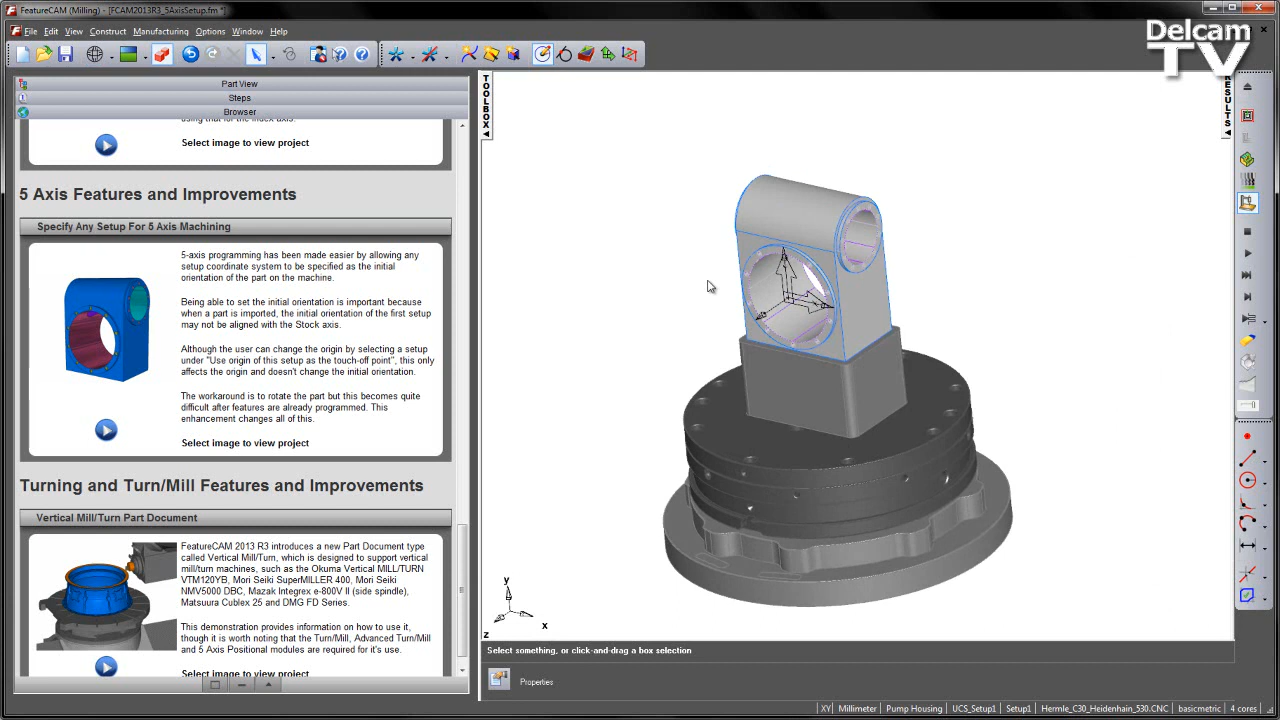 FeatureCAM (Milling) - [FCAM2013R3_5AxisSetup.fm *]
File Edit View Construct Manufacturing Options Window Help
Delcam
TV
Part View
Steps
Browser
using that for the index axis.
Select image to view project
5 Axis Features and Improvements
Specify Any Setup For 5 Axis Machining
5-axis programming has been made easier by allowing any
setup coordinate system to be specified as the initial
orientation of the part on the machine.
Being able to set the initial orientation is important because
when a part is imported, the initial orientation of the first setup
may not be aligned with the Stock axis.
Although the user can change the origin by selecting a setup
under "Use origin of this setup as the touch-off point", this only
affects the origin and doesn't change the initial orientation.
The workaround is to rotate the part but this becomes quite
difficult after features are already programmed. This
enhancement changes all of this.
Select image to view project
Turning and Turn/Mill Features and Improvements
Vertical Mill/Turn Part Document
FeatureCAM 2013 R3 introduces a new Part Document type
called Vertical Mill/Turn, which is designed to support vertical
mill/turn machines, such as the Okuma Vertical MILL/TURN
VTM120YB, Mori Seiki SuperMILLER 400, Mori Seiki
NMV5000 DBC, Mazak Integrex e-800V II (side spindle),
Matsuura Cublex 25 and DMG FD Series.
This demonstration provides information on how to use it,
though it is worth noting that the Turn/Mill, Advanced Turn/Mill
and 5 Axis Positional modules are required for it's use.
Select image to view project
TOOLBOX
RESULTS
y
x
z
Select something, or click-and-drag a box selection
Properties
XY Millimeter Pump Housing UCS_Setup1 Setup1 Hermle_C30_Heidenhain_530.CNC basicmetric 4 cores